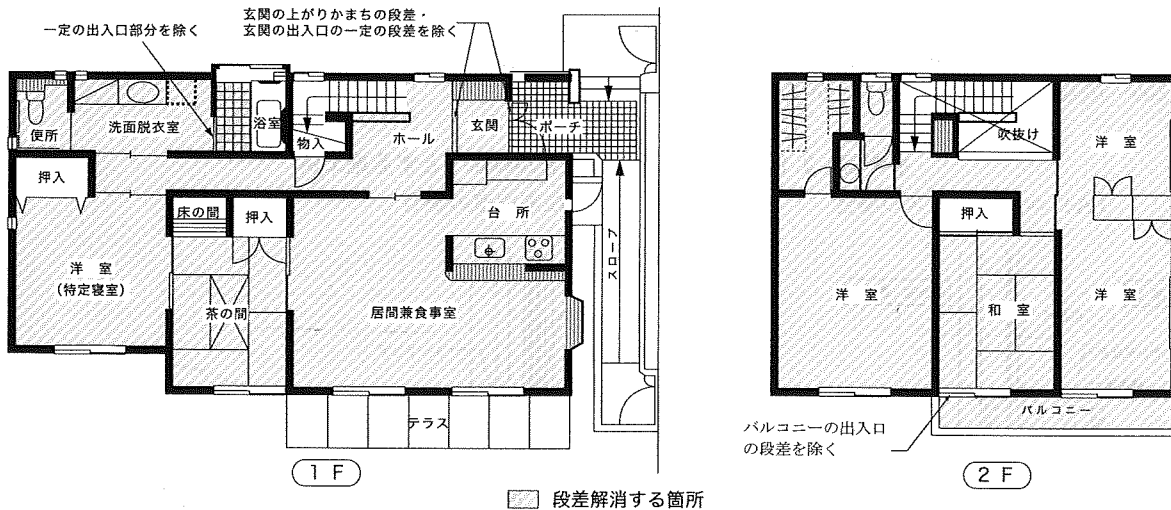 玄関の上がりかまちの段差・
玄関の出入口の一定の段差を除く
一定の出入口部分を除く
便所
洗面脱衣室
浴室
物入
ホール
玄関
ポーチ
押入
床の間
押入
台 所
洋 室
(特定寝室)
茶の間
居間兼食事室
スロープ
テラス
1 F
吹抜け
洋 室
押入
洋 室
和 室
洋 室
バルコニー
バルコニーの出入口
の段差を除く
2 F
段差解消する箇所